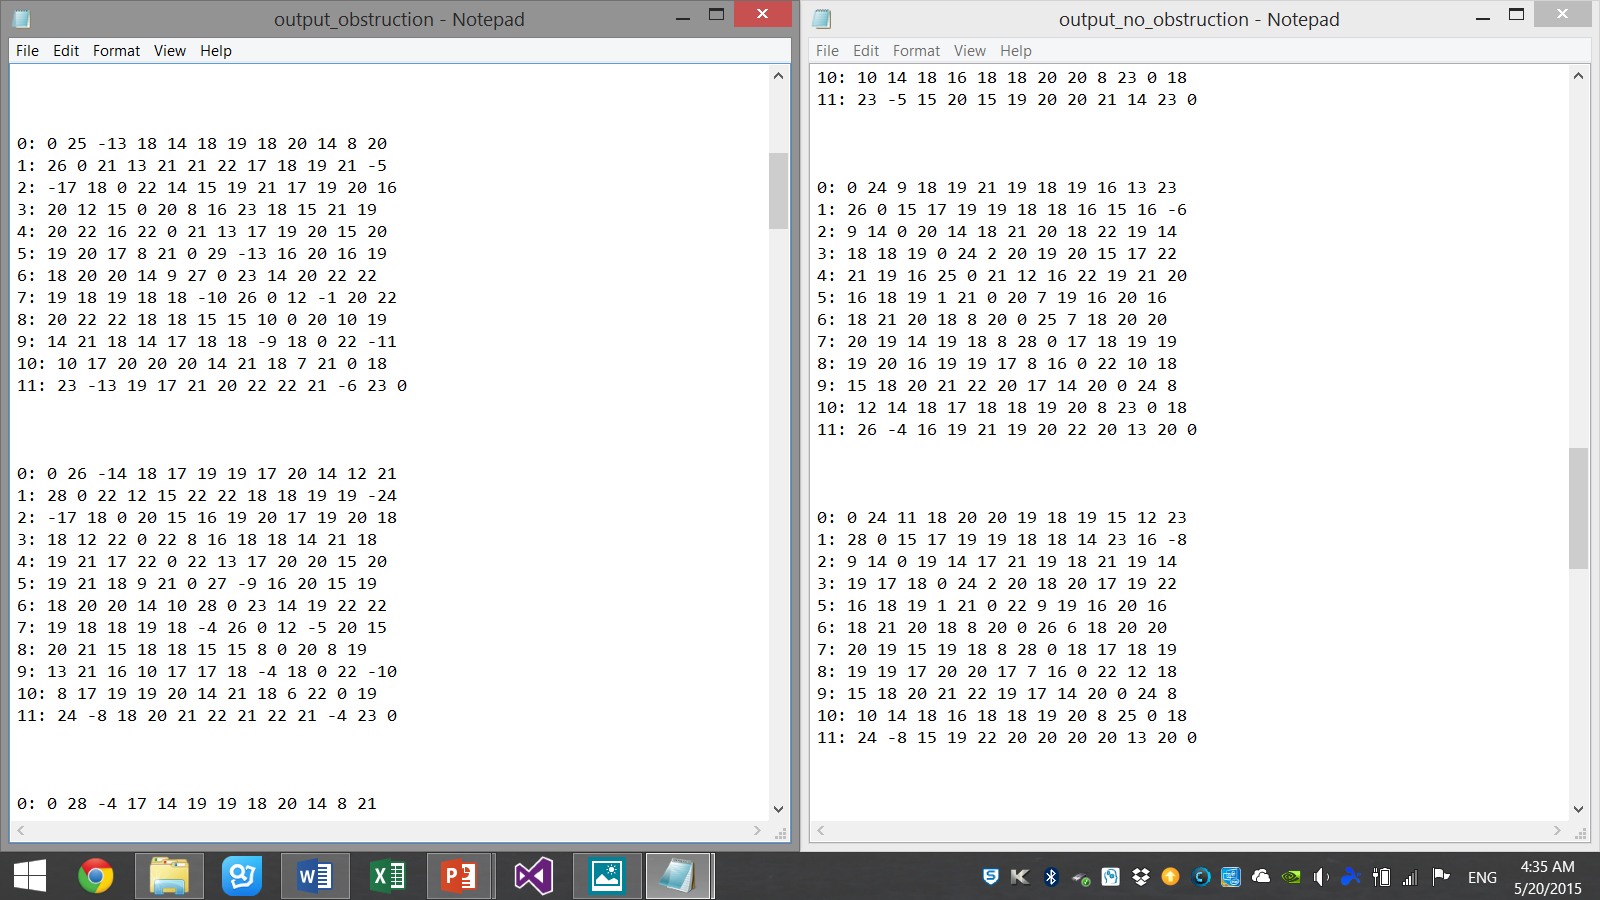 output_obstruction - Notepad
File Edit Format View Help
0: 0 25 -13 18 14 18 19 18 20 14 8 20
1: 26 0 21 13 21 21 22 17 18 19 21 -5
2: -17 18 0 22 14 15 19 21 17 19 20 16
3: 20 12 15 0 20 8 16 23 18 15 21 19
4: 20 22 16 22 0 21 13 17 19 20 15 20
5: 19 20 17 8 21 0 29 -13 16 20 16 19
6: 18 20 20 14 9 27 0 23 14 20 22 22
7: 19 18 19 18 18 -10 26 0 12 -1 20 22
8: 20 22 22 18 18 15 15 10 0 20 10 19
9: 14 21 18 14 17 18 18 -9 18 0 22 -11
10: 10 17 20 20 20 14 21 18 7 21 0 18
11: 23 -13 19 17 21 20 22 22 21 -6 23 0
0: 0 26 -14 18 17 19 19 17 20 14 12 21
1: 28 0 22 12 15 22 22 18 18 19 19 -24
2: -17 18 0 20 15 16 19 20 17 19 20 18
3: 18 12 22 0 22 8 16 18 18 14 21 18
4: 19 21 17 22 0 22 13 17 20 20 15 20
5: 19 21 18 9 21 0 27 -9 16 20 15 19
6: 18 20 20 14 10 28 0 23 14 19 22 22
7: 19 18 18 19 18 -4 26 0 12 -5 20 15
8: 20 21 15 18 18 15 15 8 0 20 8 19
9: 13 21 16 10 17 17 18 -4 18 0 22 -10
10: 8 17 19 19 20 14 21 18 6 22 0 19
11: 24 -8 18 20 21 22 21 22 21 -4 23 0
0: 0 28 -4 17 14 19 19 18 20 14 8 21
output_no_obstruction - Notepad
File Edit Format View Help
10: 10 14 18 16 18 18 20 20 8 23 0 18
11: 23 -5 15 20 15 19 20 20 21 14 23 0
0: 0 24 9 18 19 21 19 18 19 16 13 23
1: 26 0 15 17 19 19 18 18 16 15 16 -6
2: 9 14 0 20 14 18 21 20 18 22 19 14
3: 18 18 19 0 24 2 20 19 20 15 17 22
4: 21 19 16 25 0 21 12 16 22 19 21 20
5: 16 18 19 1 21 0 20 7 19 16 20 16
6: 18 21 20 18 8 20 0 25 7 18 20 20
7: 20 19 14 19 18 8 28 0 17 18 19 19
8: 19 20 16 19 19 17 8 16 0 22 10 18
9: 15 18 20 21 22 20 17 14 20 0 24 8
10: 12 14 18 17 18 18 19 20 8 23 0 18
11: 26 -4 16 19 21 19 20 22 20 13 20 0
0: 0 24 11 18 20 20 19 18 19 15 12 23
1: 28 0 15 17 19 19 18 18 14 23 16 -8
2: 9 14 0 19 14 17 21 19 18 21 19 14
3: 19 17 18 0 24 2 20 18 20 17 19 22
5: 16 18 19 1 21 0 22 9 19 16 20 16
6: 18 21 20 18 8 20 0 26 6 18 20 20
7: 20 19 15 19 18 8 28 0 18 17 18 19
8: 19 19 17 20 20 17 7 16 0 22 12 18
9: 15 18 20 21 22 19 17 14 20 0 24 8
10: 10 14 18 16 18 18 19 20 8 25 0 18
11: 24 -8 15 19 22 20 20 20 20 13 20 0
ENG
4:35 AM
5/20/2015